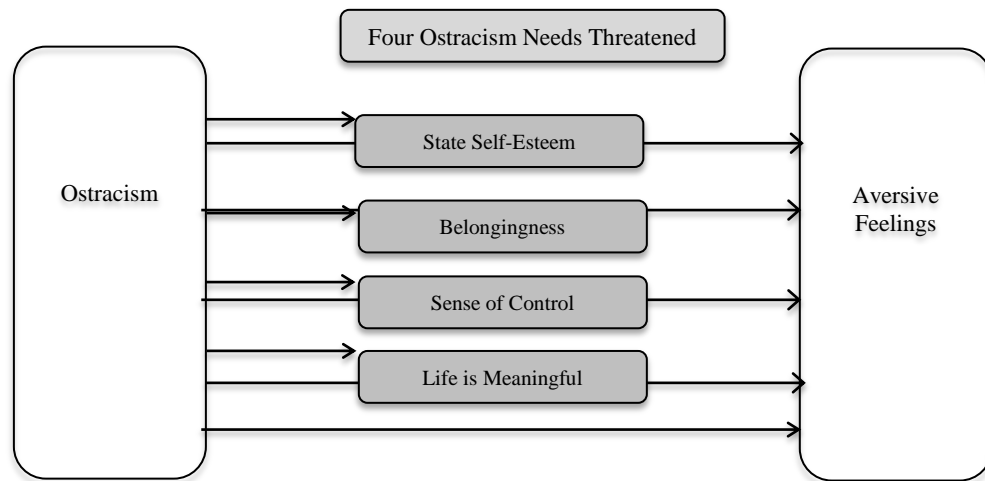 Four Ostracism Needs Threatened
State Self-Esteem
Ostracism
Aversive
Feelings
Belongingness
Sense of Control
Life is Meaningful